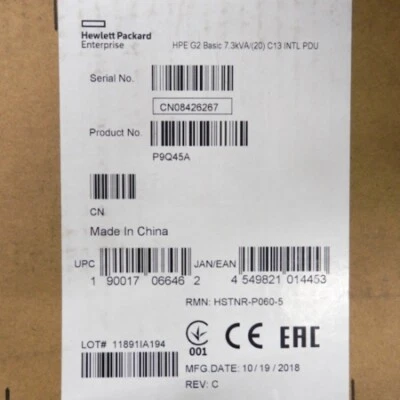 Hewlett Packard
Enterprise
HPE G2 Basic 7.3kVA/(20) C13 INTL PDU
Serial No.
CN08426267
Product No.
P9Q45A
CN
Made In China
UPC
1 90017 06646 2
JAN/EAN
4 549821 014453
RMN: HSTNR-P060-5
001
CE EAC
LOT# 11891IA194
MFG.DATE: 10/19/2018
REV: C